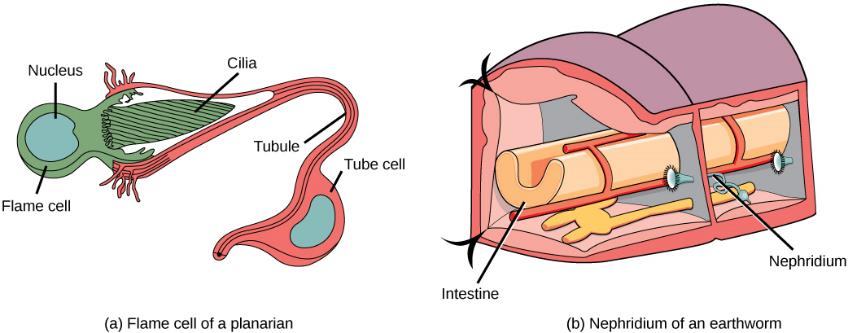 Nucleus
Cilia
Tubule
Tube cell
Flame cell
Nephridium
Intestine
(a) Flame cell of a planarian
(b) Nephridium of an earthworm